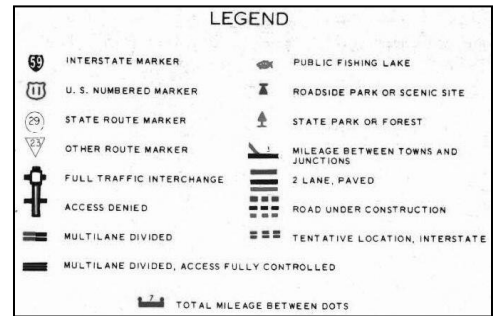 LEGEND
59 INTERSTATE MARKER
11 U. S. NUMBERED MARKER
29 STATE ROUTE MARKER
23 OTHER ROUTE MARKER
FULL TRAFFIC INTERCHANGE
ACCESS DENIED
MULTILANE DIVIDED
MULTILANE DIVIDED, ACCESS FULLY CONTROLLED
PUBLIC FISHING LAKE
ROADSIDE PARK OR SCENIC SITE
STATE PARK OR FOREST
3 MILEAGE BETWEEN TOWNS AND
JUNCTIONS
2 LANE, PAVED
ROAD UNDER CONSTRUCTION
TENTATIVE LOCATION, INTERSTATE
7 TOTAL MILEAGE BETWEEN DOTS